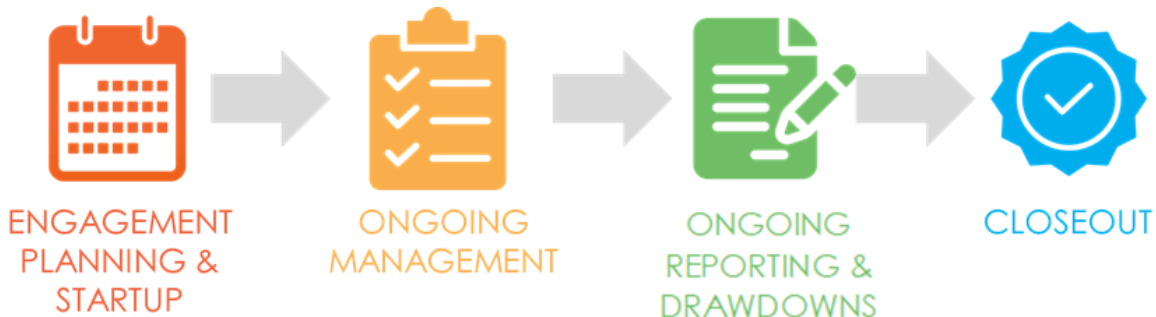 ENGAGEMENT
PLANNING &
STARTUP
ONGOING
MANAGEMENT
ONGOING
REPORTING &
DRAWDOWNS
CLOSEOUT